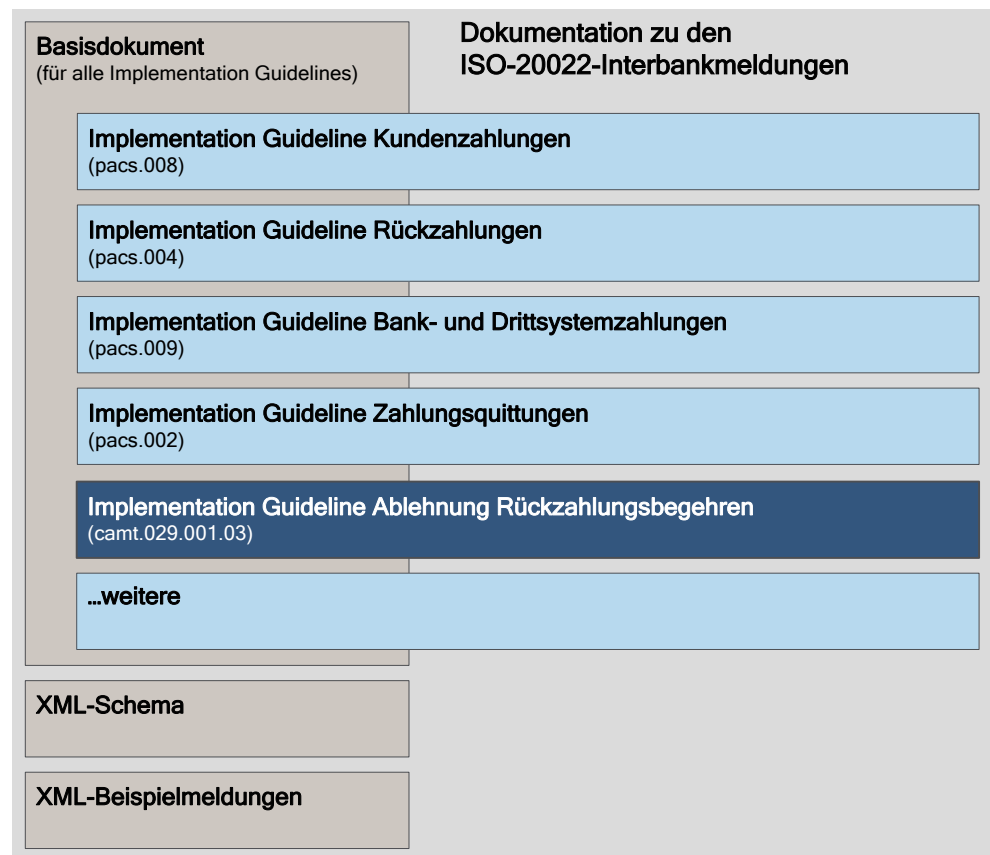 Basisdokument
(für alle Implementation Guidelines)
Dokumentation zu den
ISO-20022-Interbankmeldungen
Implementation Guideline Kundenzahlungen
(pacs.008)
Implementation Guideline Rückzahlungen
(pacs.004)
Implementation Guideline Bank- und Drittsystemzahlungen
(pacs.009)
Implementation Guideline Zahlungsquittungen
(pacs.002)
Implementation Guideline Ablehnung Rückzahlungsbegehren
(camt.029.001.03)
...weitere
XML-Schema
XML-Beispielmeldungen